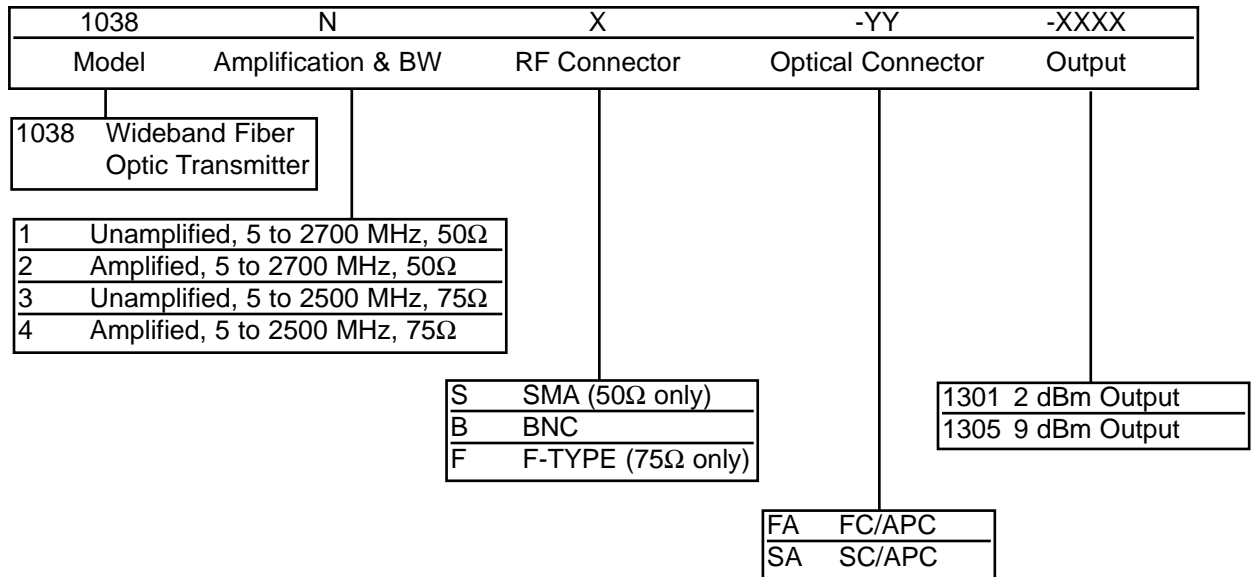 1038 N X -YY -XXXX
Model Amplification & BW RF Connector Optical Connector Output
1038 Wideband Fiber
Optic Transmitter
1 Unamplified, 5 to 2700 MHz, 50Ω
2 Amplified, 5 to 2700 MHz, 50Ω
3 Unamplified, 5 to 2500 MHz, 75Ω
4 Amplified, 5 to 2500 MHz, 75Ω
S SMA (50Ω only)
B BNC
F F-TYPE (75Ω only)
1301 2 dBm Output
1305 9 dBm Output
FA FC/APC
SA SC/APC